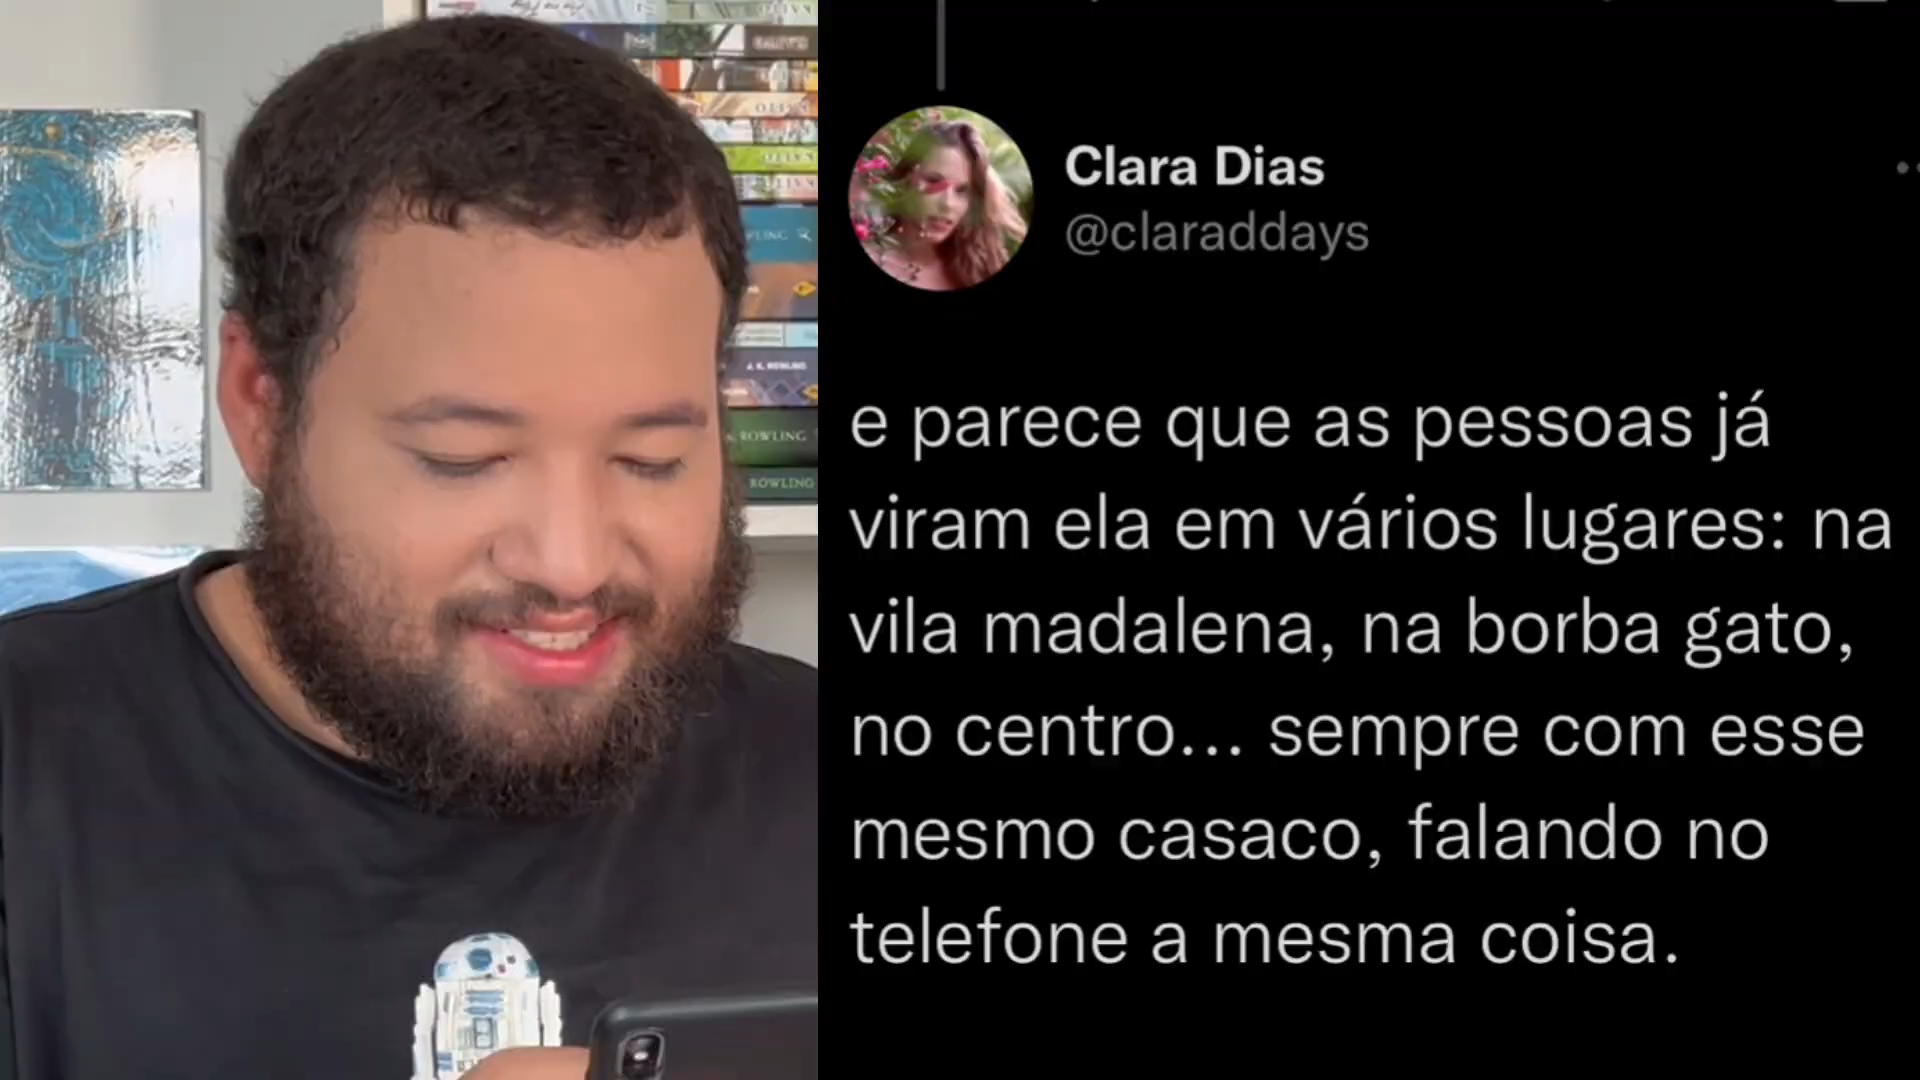 Clara Dias
@claraddays
e parece que as pessoas já
viram ela em vários lugares: na
vila madalena, na borba gato,
no centro... sempre com esse
mesmo casaco, falando no
telefone a mesma coisa.
J. K. ROWLING
ROWLING
ROWLING